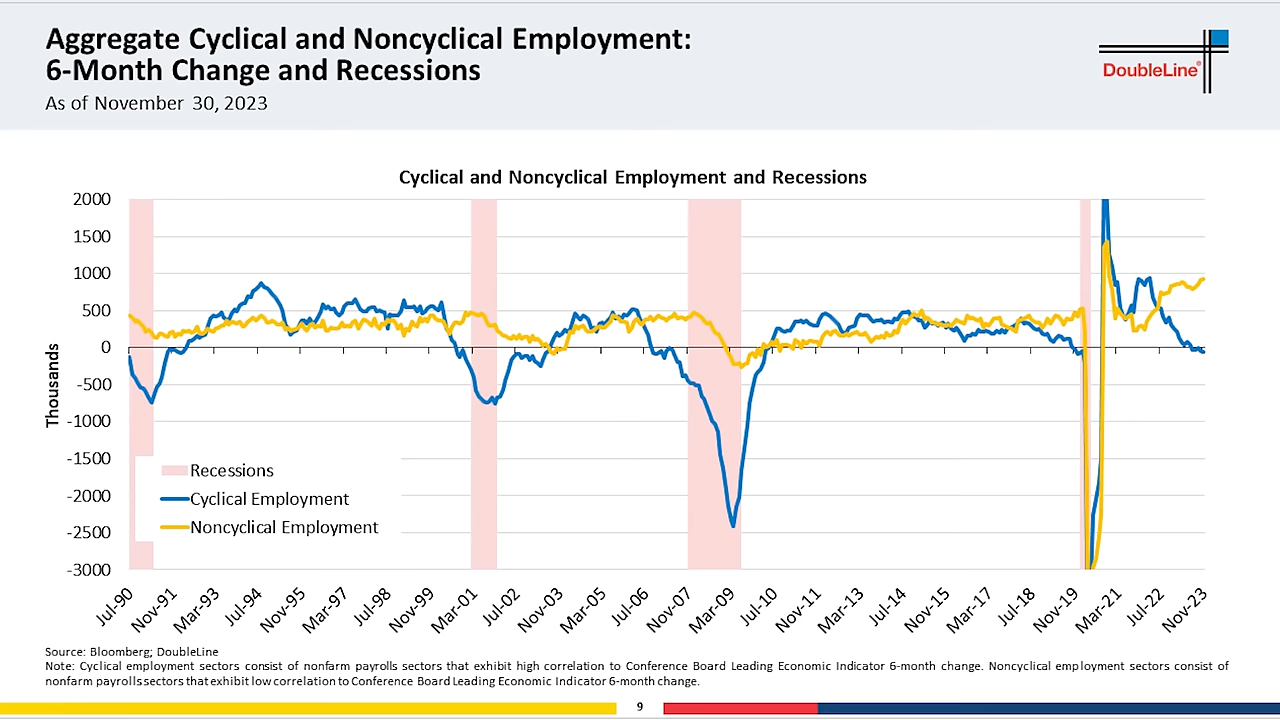 Aggregate Cyclical and Noncyclical Employment:
6-Month Change and Recessions
As of November 30, 2023
DoubleLine®
Cyclical and Noncyclical Employment and Recessions
Thousands
2000
1500
1000
500
0
-500
-1000
-1500
-2000
-2500
-3000
Recessions
Cyclical Employment
Noncyclical Employment
Jul-90
Nov-91
Mar-93
Jul-94
Nov-95
Mar-97
Jul-98
Nov-99
Mar-01
Jul-02
Nov-03
Mar-05
Jul-06
Nov-07
Mar-09
Jul-10
Nov-11
Mar-13
Jul-14
Nov-15
Mar-17
Jul-18
Nov-19
Mar-21
Jul-22
Nov-23
Source: Bloomberg; DoubleLine
Note: Cyclical employment sectors consist of nonfarm payrolls sectors that exhibit high correlation to Conference Board Leading Economic Indicator 6-month change. Noncyclical employment sectors consist of
nonfarm payrolls sectors that exhibit low correlation to Conference Board Leading Economic Indicator 6-month change.
9